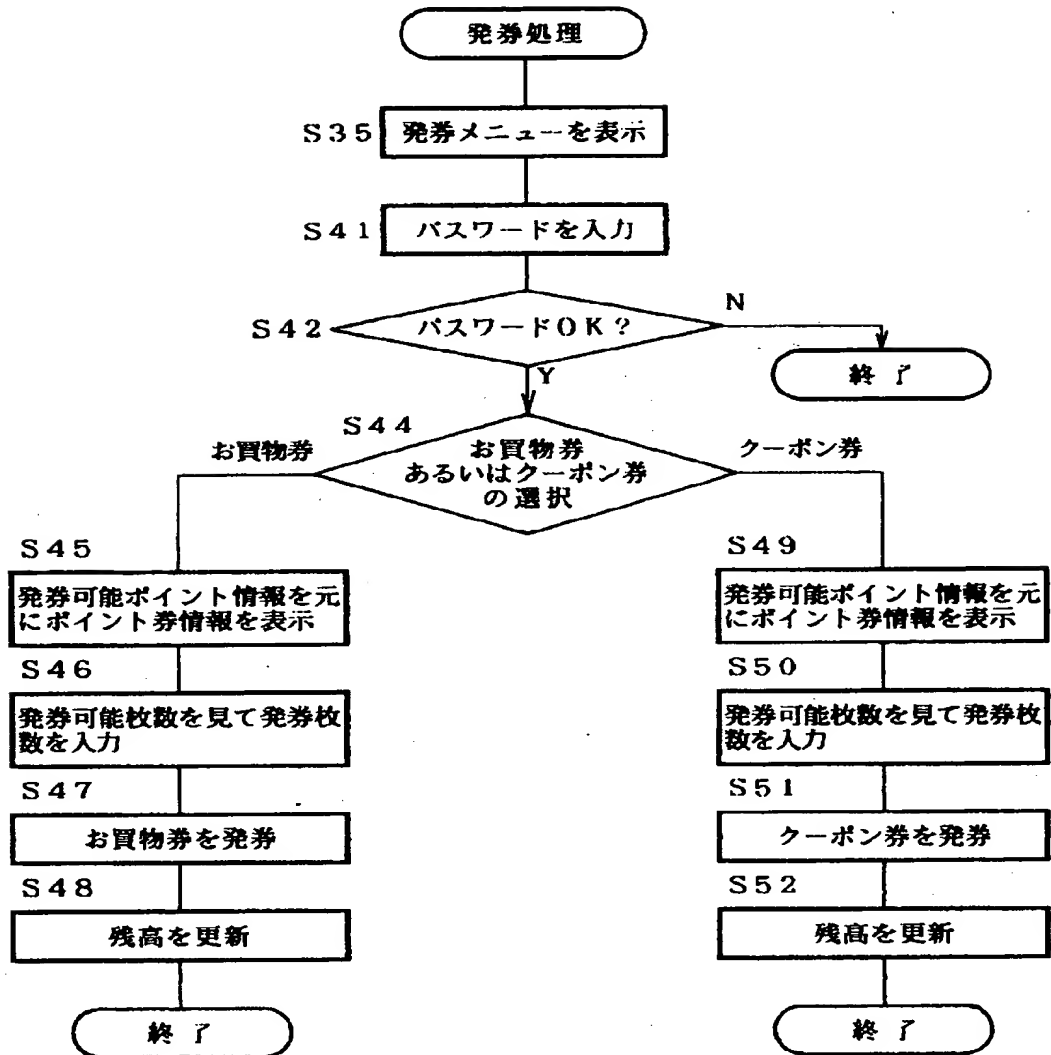 発券処理
S35
発券メニューを表示
S41
パスワードを入力
S42
パスワードOK?
N
終了
Y
S44
お買物券
あるいはクーポン券
の選択
お買物券
クーポン券
S45
発券可能ポイント情報を元
にポイント券情報を表示
S46
発券可能枚数を見て発券枚
数を入力
S47
お買物券を発券
S48
残高を更新
終了
S49
発券可能ポイント情報を元
にポイント券情報を表示
S50
発券可能枚数を見て発券枚
数を入力
S51
クーポン券を発券
S52
残高を更新
終了